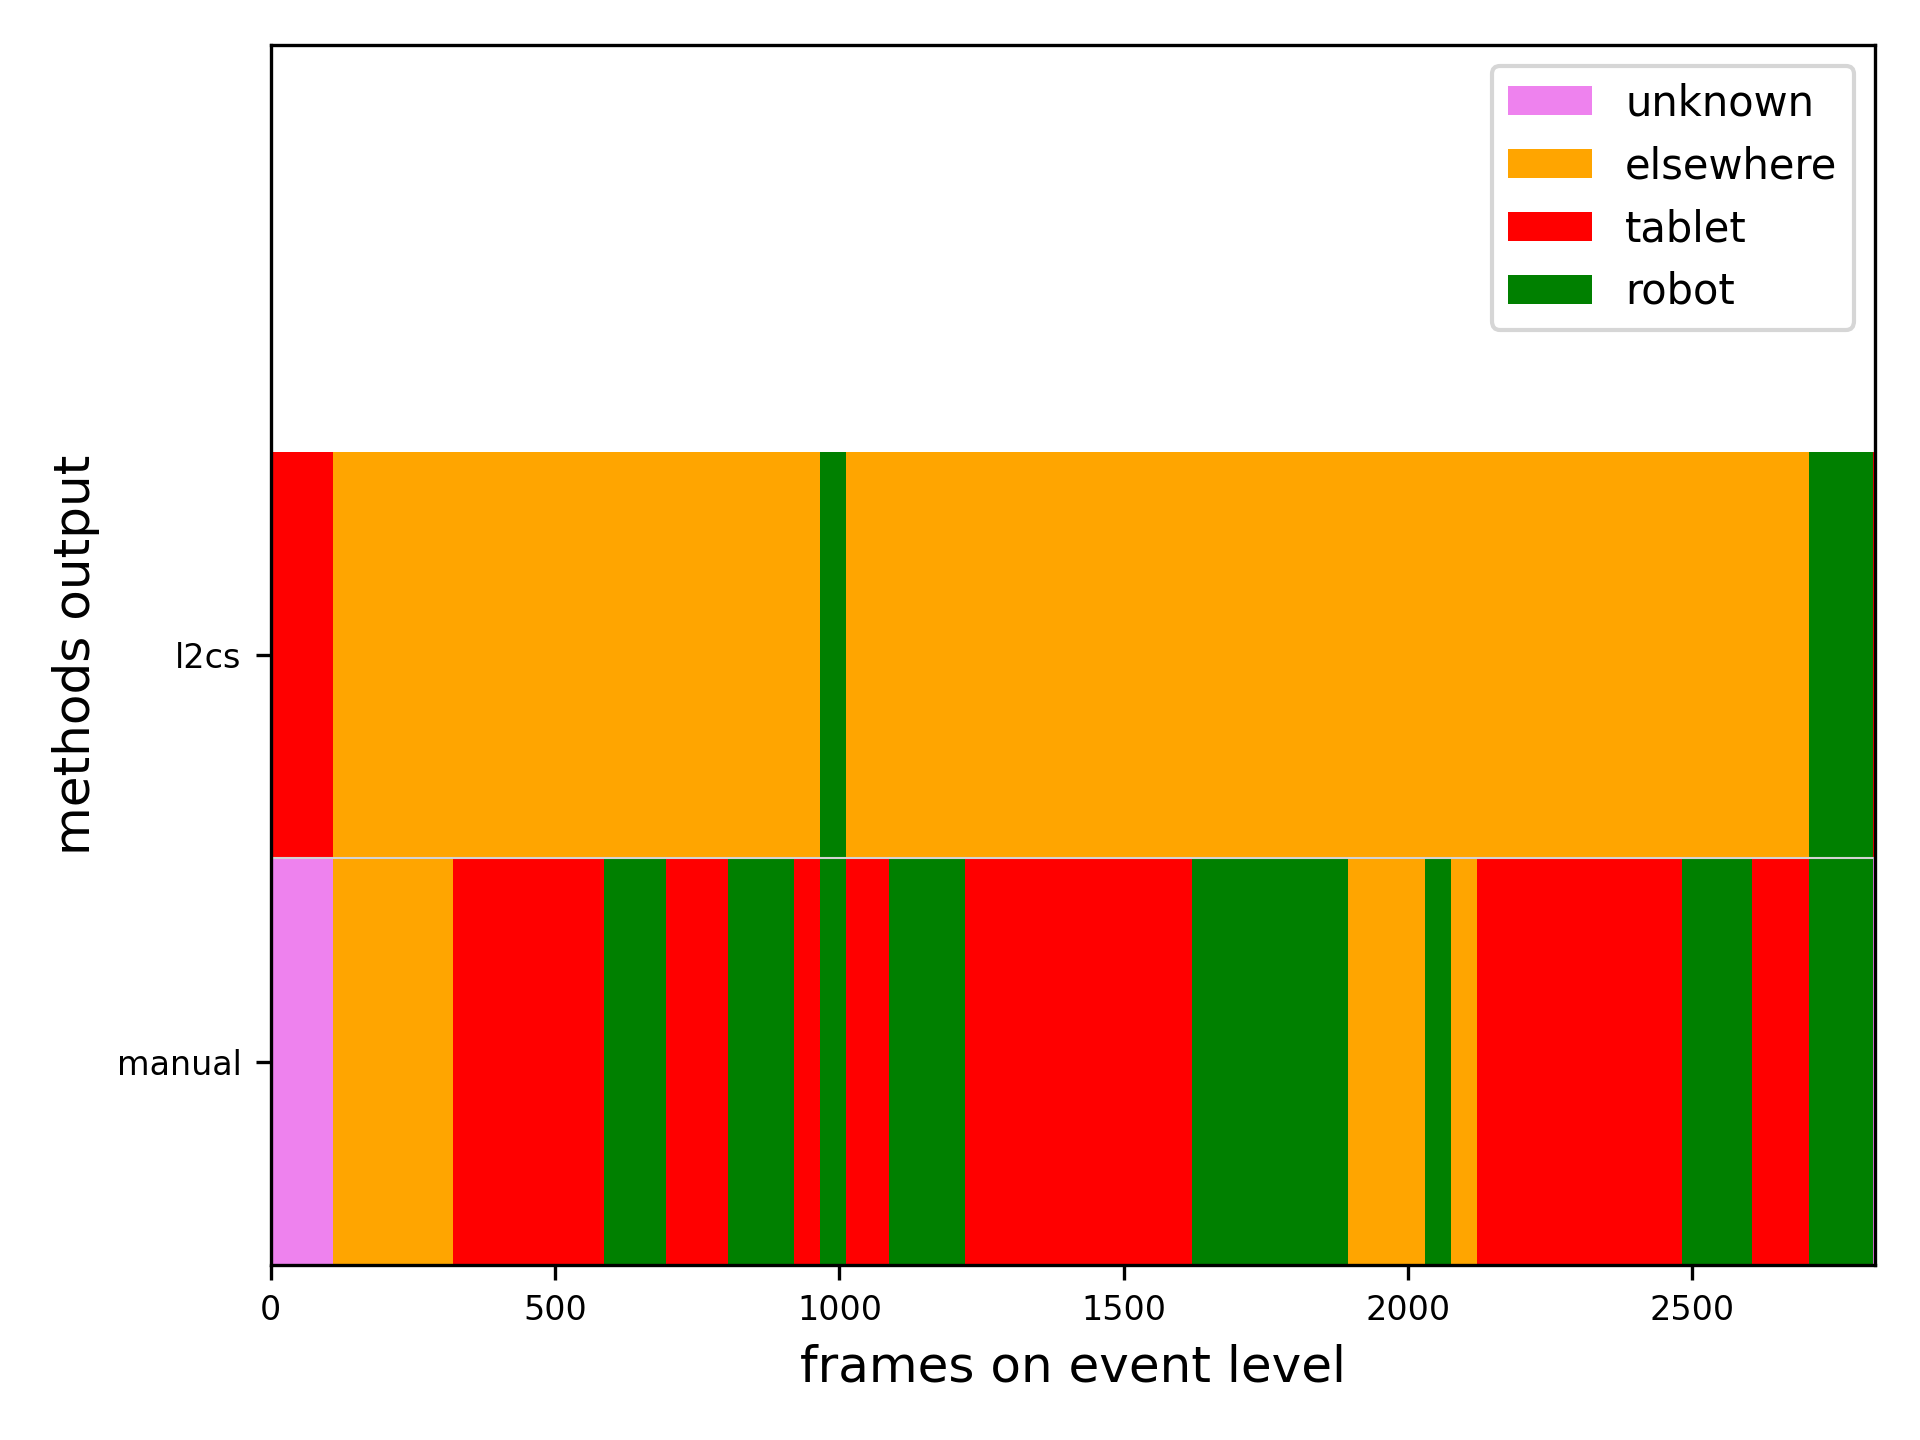 unknown
elsewhere
tablet
robot
methods output
l2cs
manual
0 500 1000 1500 2000 2500
frames on event level